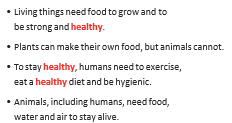 • Living things need food to grow and to
be strong and healthy.
• Plants can make their own food, but animals cannot.
• To stay healthy, humans need to exercise,
eat a healthy diet and be hygienic.
• Animals, including humans, need food,
water and air to stay alive.